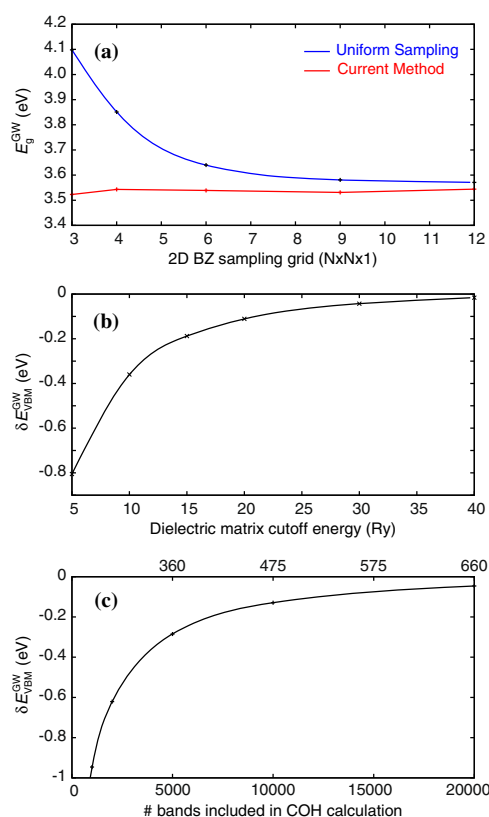 4.2
4.1
4
3.9
3.8
3.7
3.6
3.5
3.4
E_g^GW (eV)
(a)
Uniform Sampling
Current Method
3 4 5 6 7 8 9 10 11 12
2D BZ sampling grid (NxNx1)
0
-0.2
-0.4
-0.6
-0.8
δE_VBM^GW (eV)
(b)
5 10 15 20 25 30 35 40
Dielectric matrix cutoff energy (Ry)
360 475 575 660
0
-0.2
-0.4
-0.6
-0.8
-1
δE_VBM^GW (eV)
(c)
0 5000 10000 15000 20000
# bands included in COH calculation